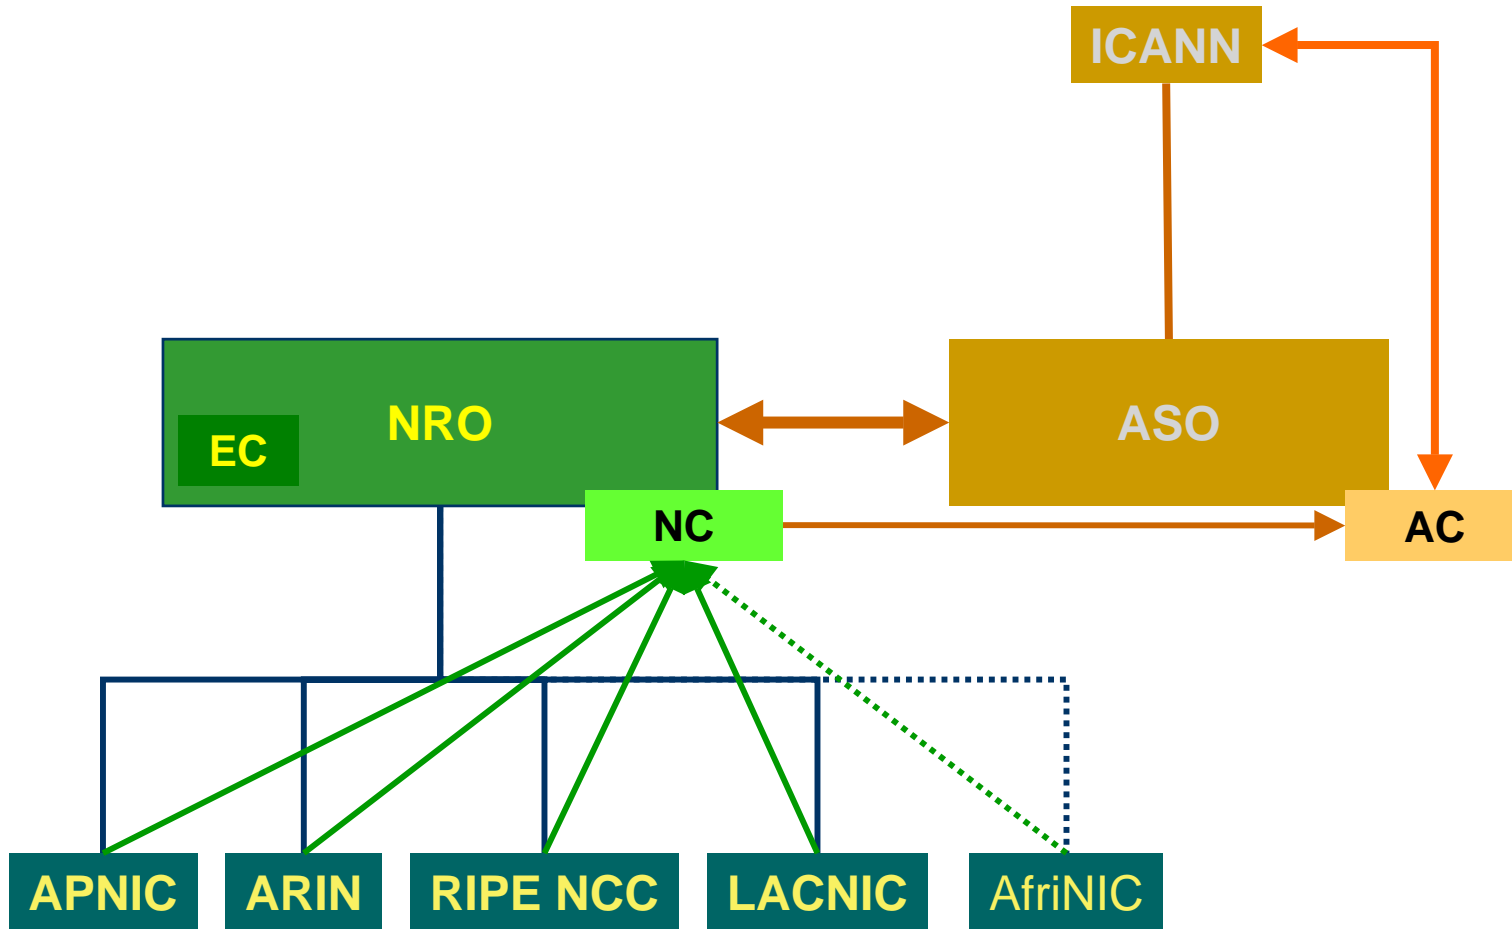 ICANN
NRO
ASO
EC
NC
AC
APNIC
ARIN
RIPE NCC
LACNIC
AfriNIC